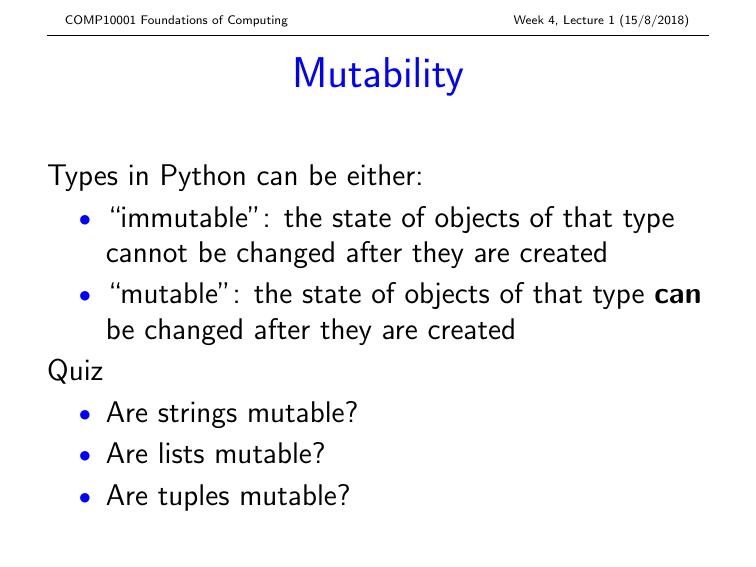 COMP10001 Foundations of Computing
Week 4, Lecture 1 (15/8/2018)
Mutability
Types in Python can be either:
• “immutable”: the state of objects of that type
cannot be changed after they are created
• “mutable”: the state of objects of that type can
be changed after they are created
Quiz
• Are strings mutable?
• Are lists mutable?
• Are tuples mutable?